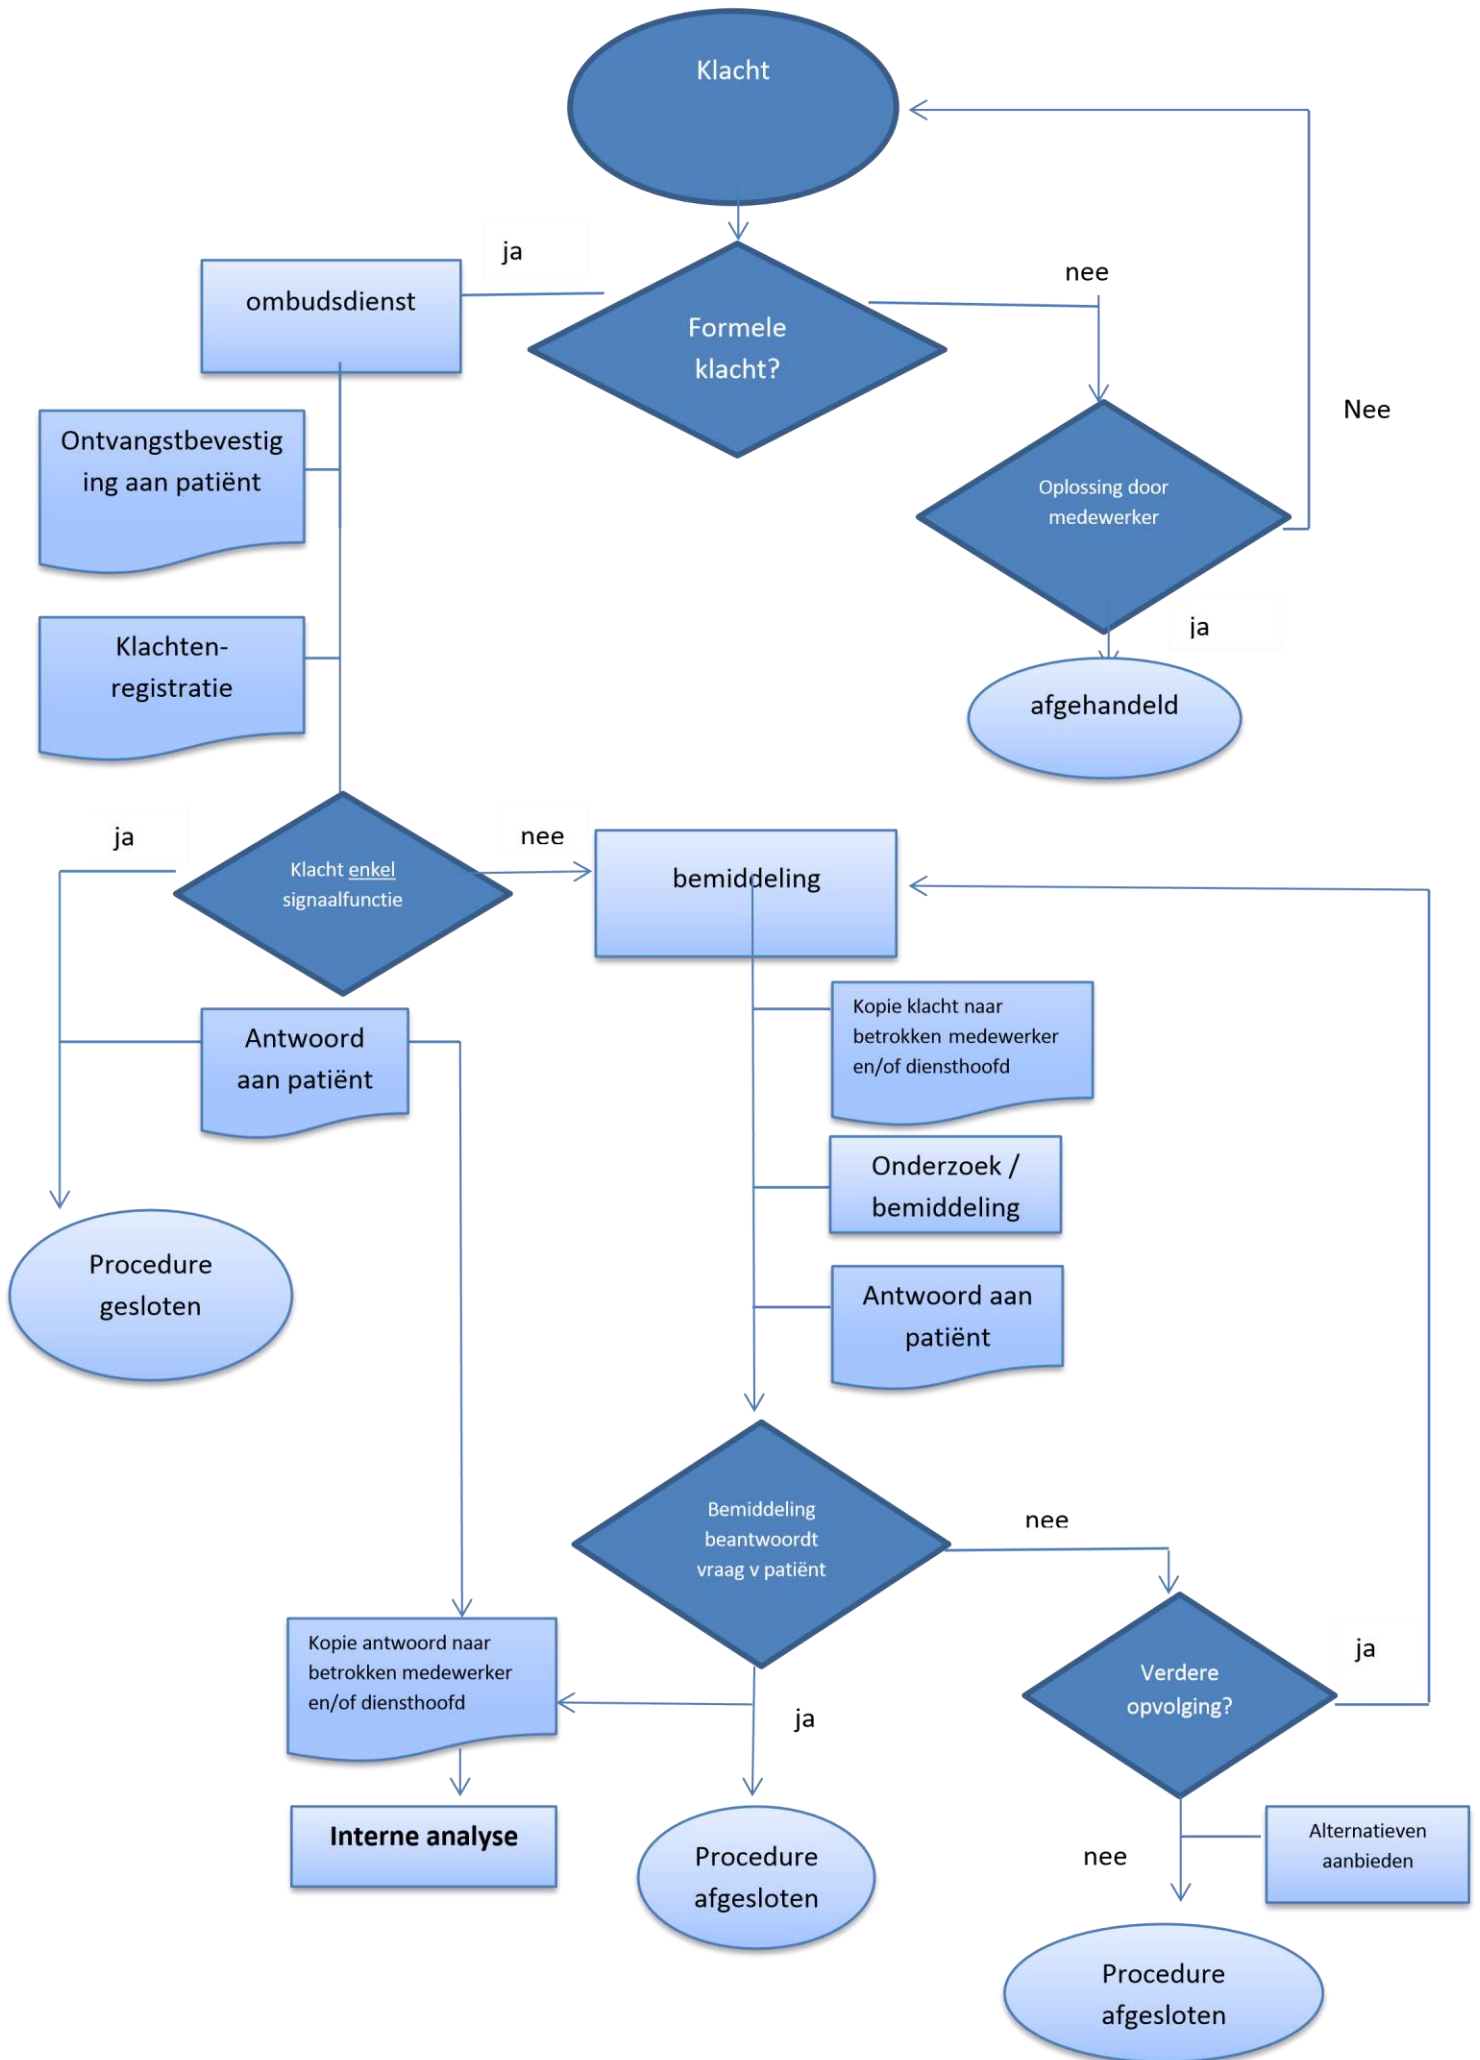 Klacht
ja
nee
ombudsdienst
Formele
klacht?
Nee
Ontvangstbevestig
ing aan patiënt
Oplossing door
medewerker
ja
Klachten-
registratie
afgehandeld
ja
nee
Klacht enkel
signaalfunctie
bemiddeling
Kopie klacht naar
betrokken medewerker
en/of diensthoofd
Antwoord
aan patiënt
Onderzoek /
bemiddeling
Procedure
gesloten
Antwoord aan
patiënt
Bemiddeling
beantwoordt
vraag v patiënt
nee
Kopie antwoord naar
betrokken medewerker
en/of diensthoofd
ja
Verdere
opvolging?
ja
Interne analyse
Procedure
afgesloten
nee
Alternatieven
aanbieden
Procedure
afgesloten